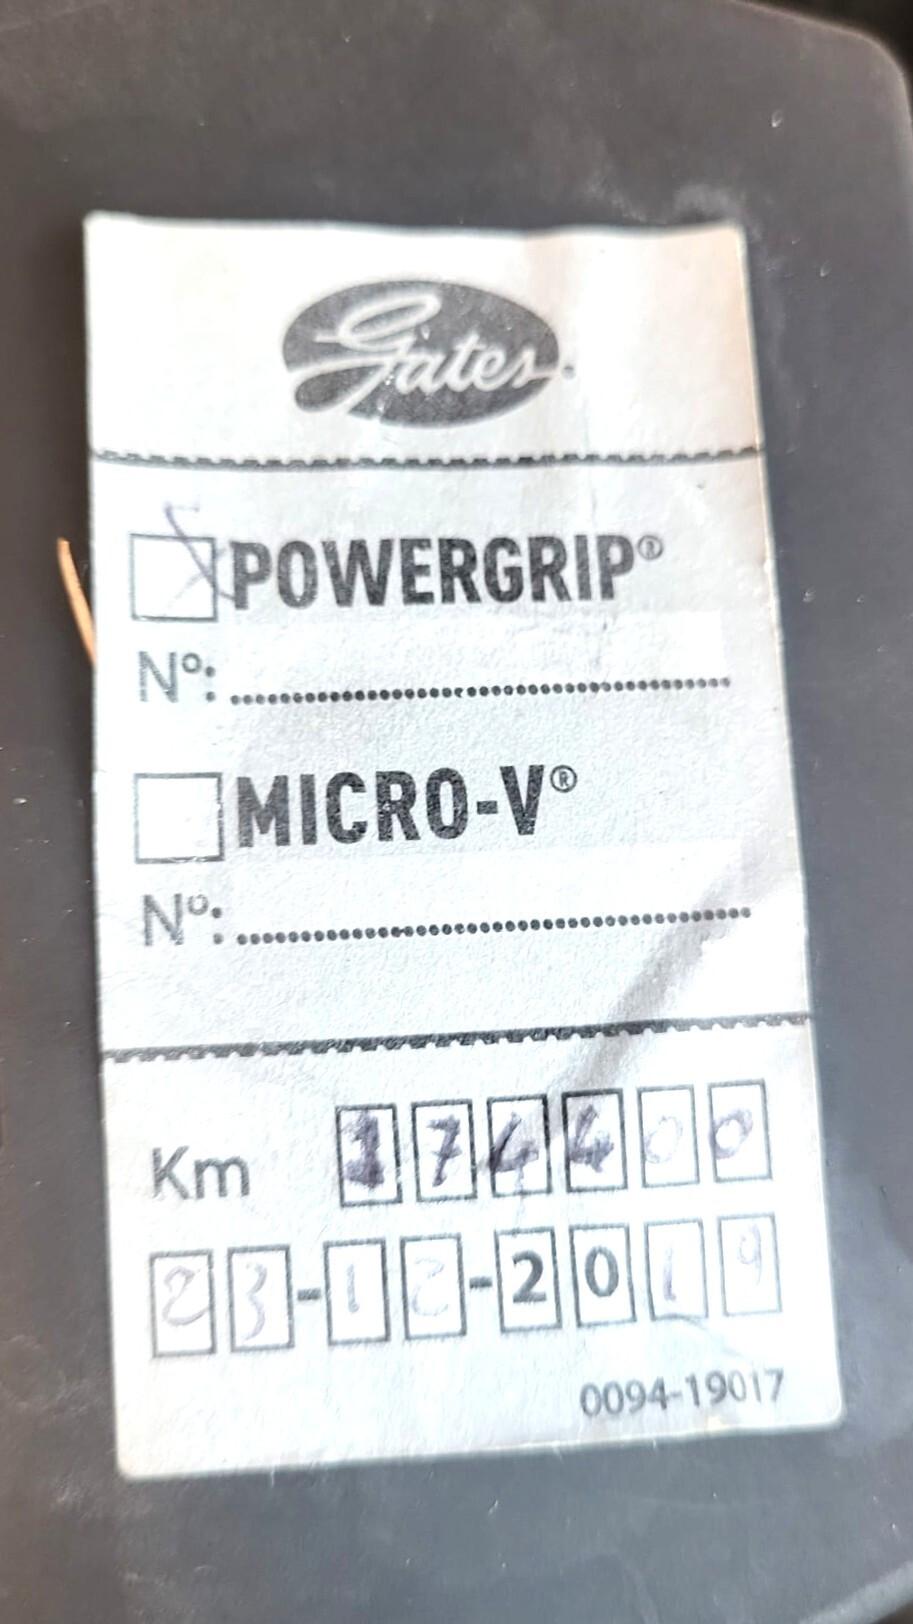 Gates
POWERGRIP®
Nº:
MICRO-V®
Nº:
Km 174400
23-12-2019
0094-19017